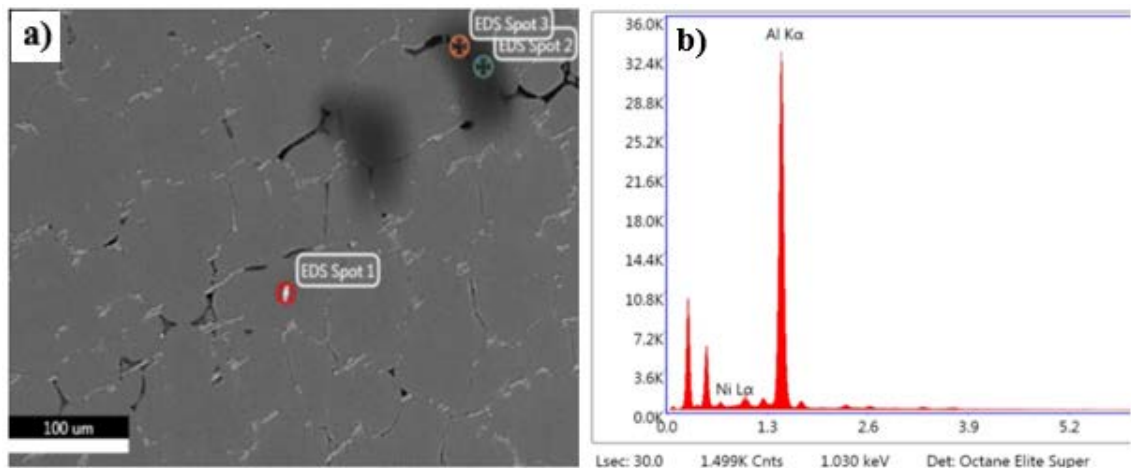 a)
EDS Spot 3
EDS Spot 2
EDS Spot 1
100 um
b)
36.0K
32.4K
28.8K
25.2K
21.6K
18.0K
14.4K
10.8K
7.2K
3.6K
0.0K
Al Kα
Ni Lα
0.0 1.3 2.6 3.9 5.2
Lsec: 30.0 1.499K Cnts 1.030 keV Det: Octane Elite Super